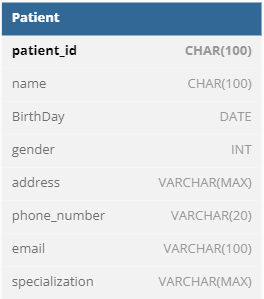 Patient
patient_id CHAR(100)
name CHAR(100)
BirthDay DATE
gender INT
address VARCHAR(MAX)
phone_number VARCHAR(20)
email VARCHAR(100)
specialization VARCHAR(MAX)